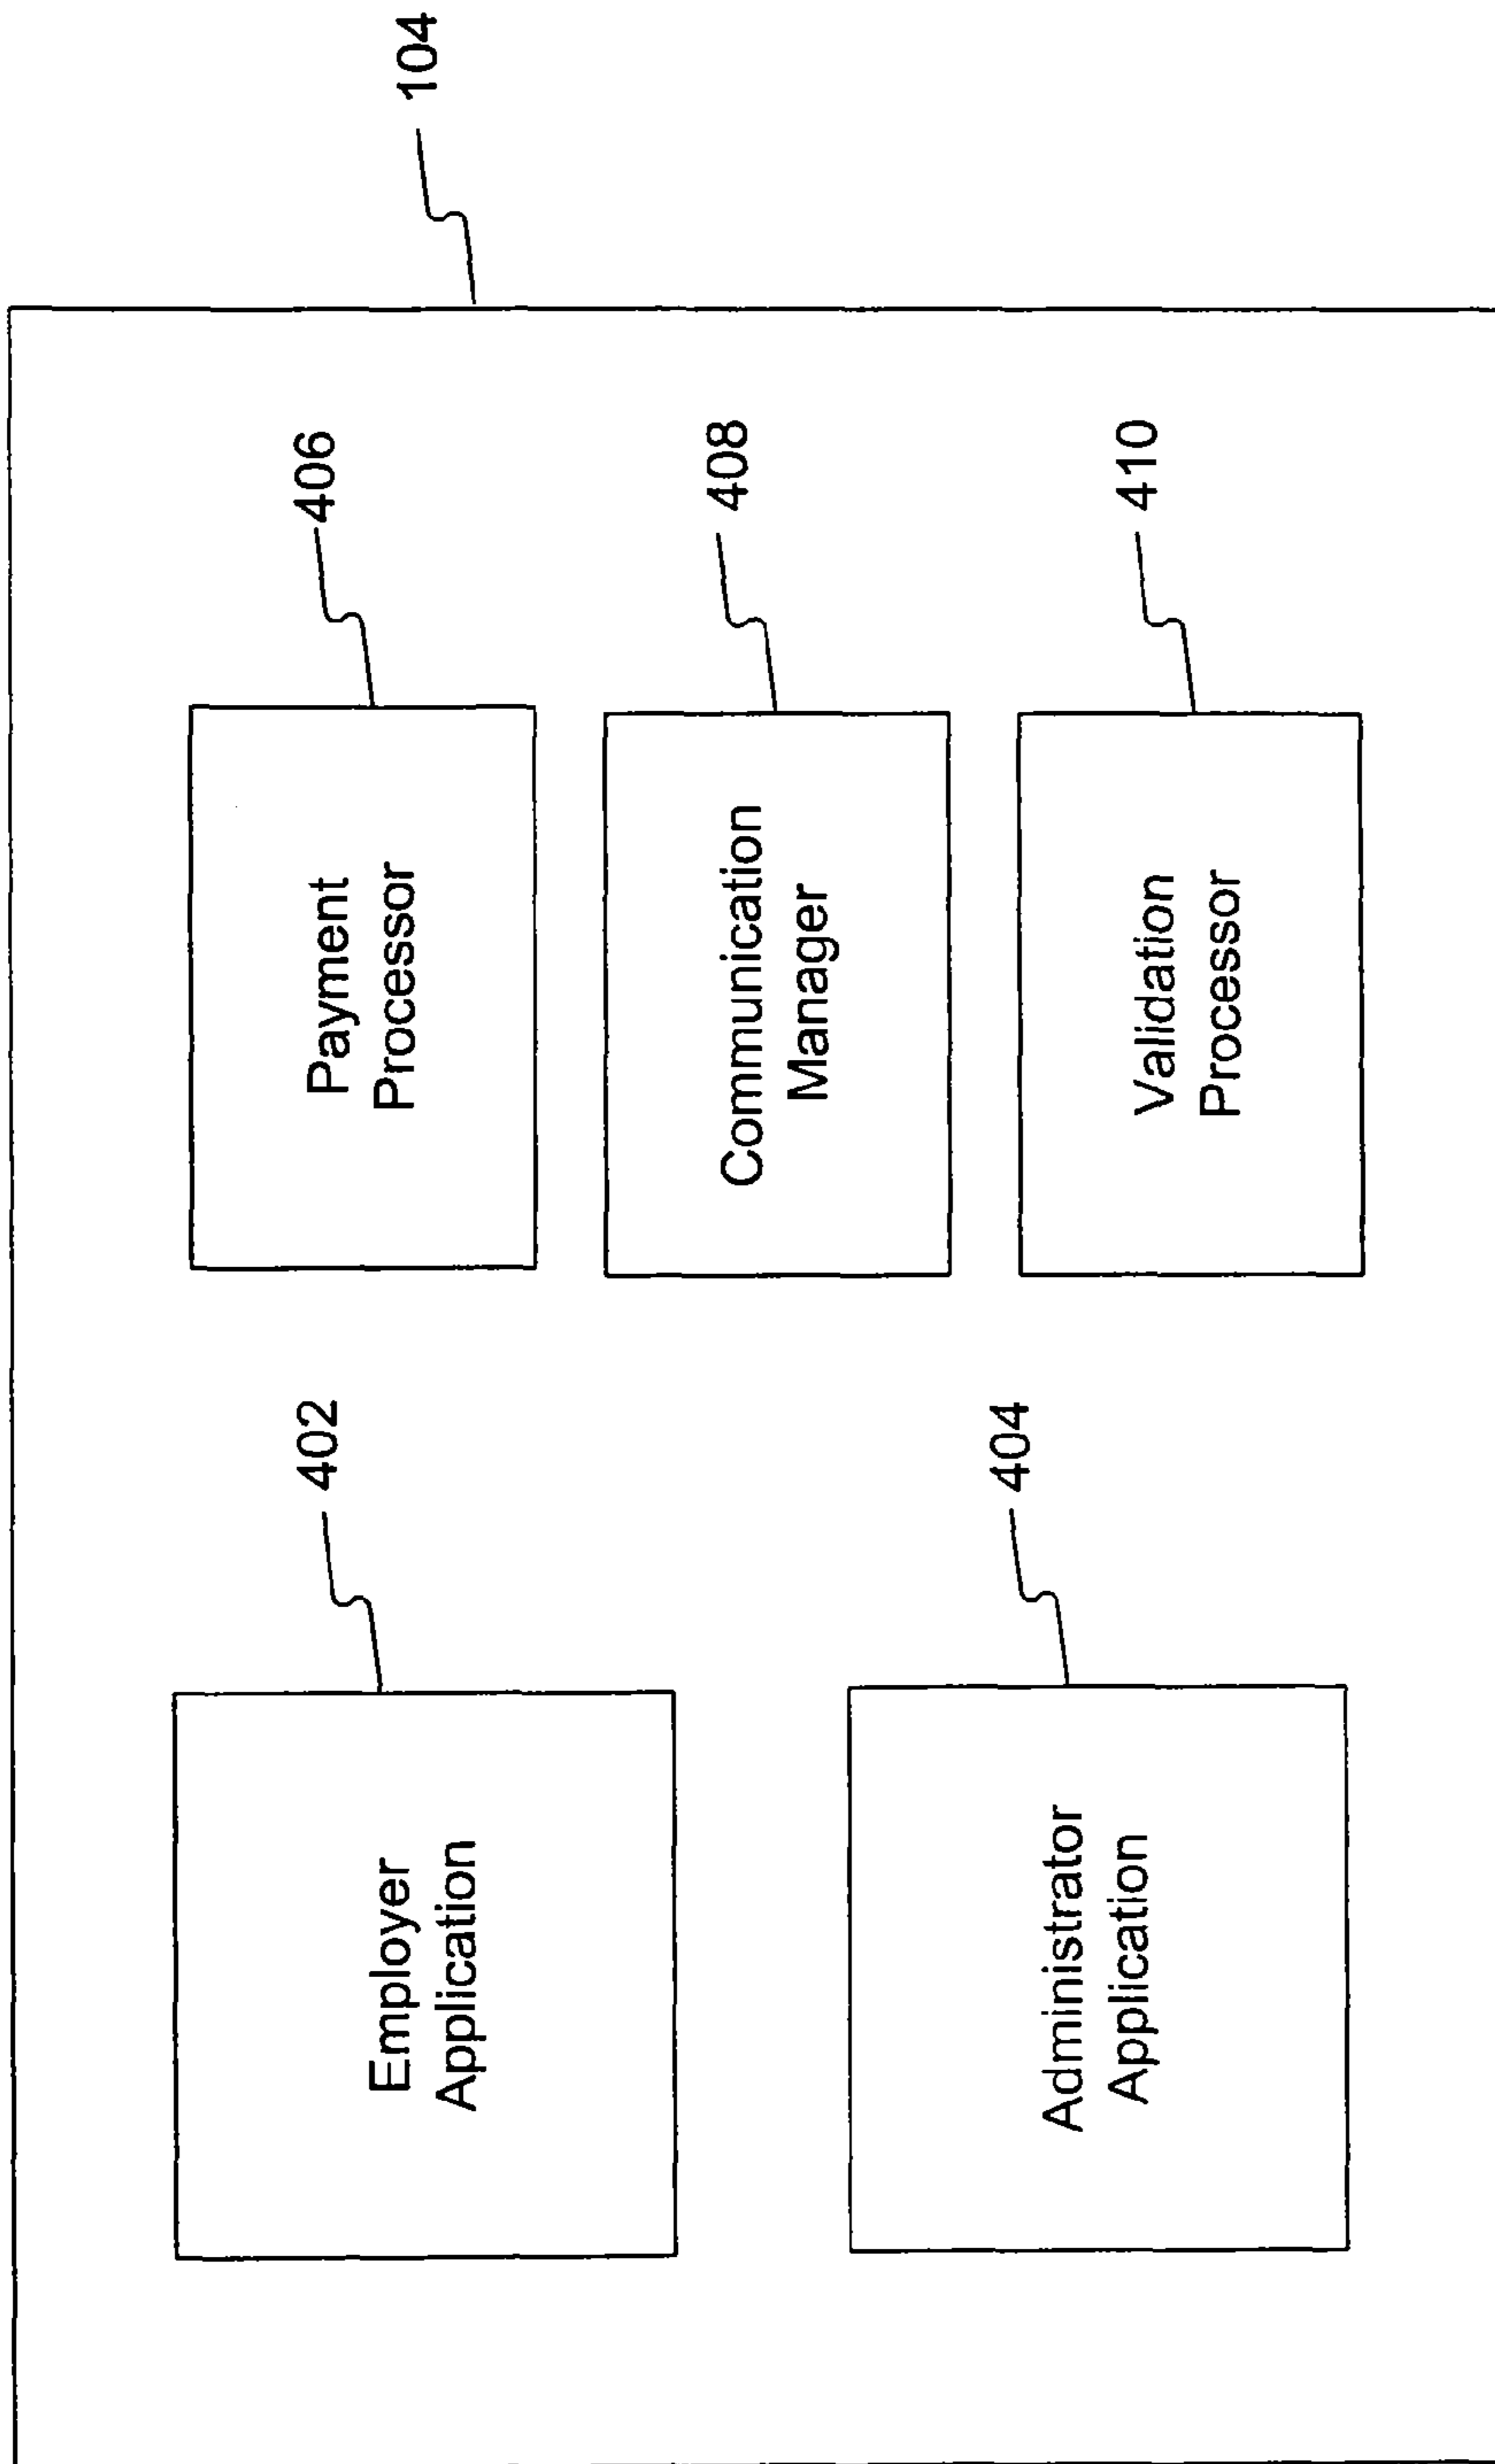 104
406
Payment
Processor
408
Communication
Manager
410
Validation
Processor
402
Employer
Application
404
Administrator
Application